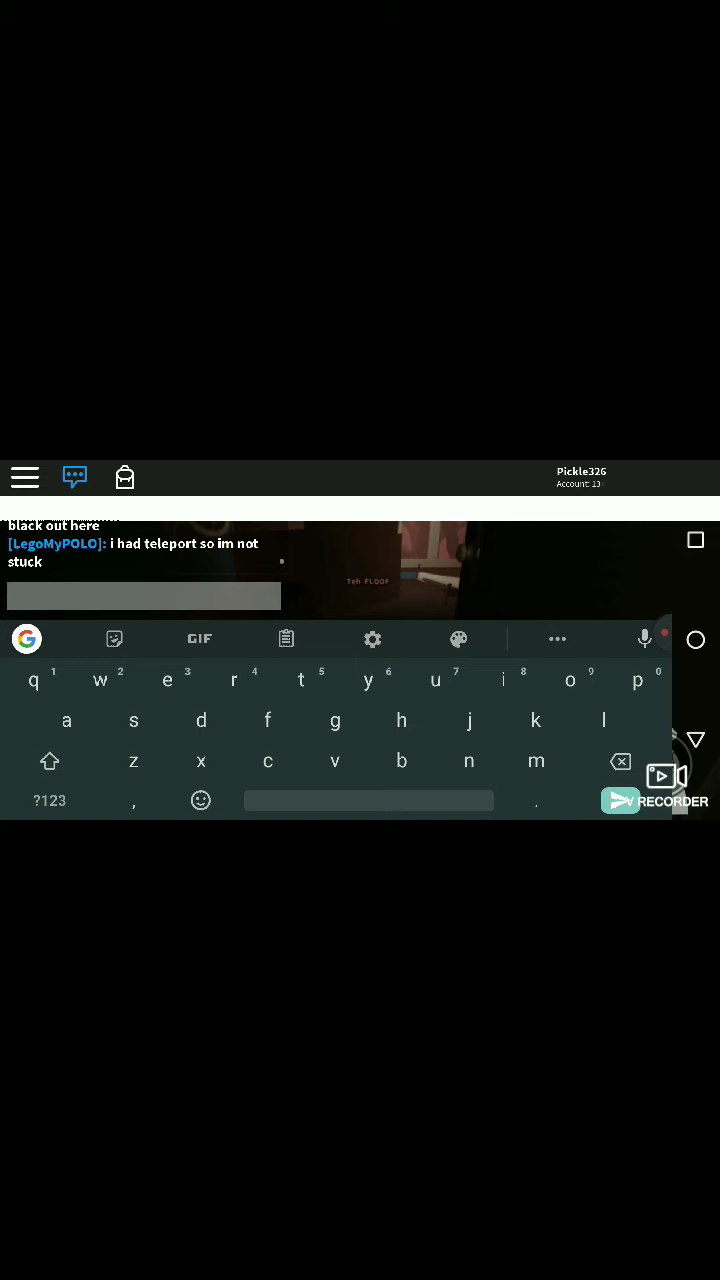 Pickle326
Account: 13+
black out here
[LegoMyPOLO]: i had teleport so im not
stuck
Teh FLOOF
GIF
q 1 w 2 e 3 r 4 t 5 y 6 u 7 i 8 o 9 p 0
a s d f g h j k l
z x c v b n m
?123 , .
RECORDER